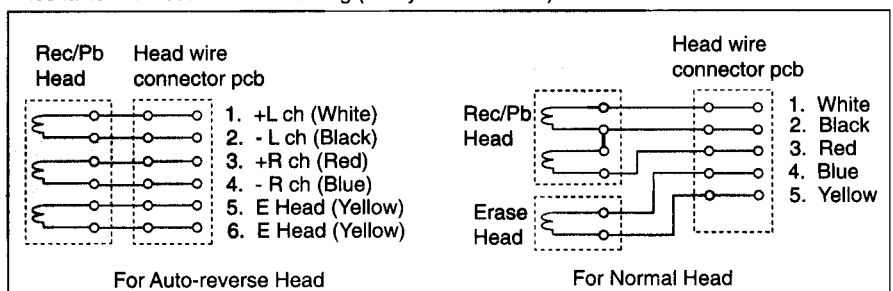 Rec/Pb Head
Head wire connector pcb
1. +L ch (White)
2. - L ch (Black)
3. +R ch (Red)
4. - R ch (Blue)
5. E Head (Yellow)
6. E Head (Yellow)
For Auto-reverse Head
Head wire connector pcb
Rec/Pb Head
Erase Head
1. White
2. Black
3. Red
4. Blue
5. Yellow
For Normal Head